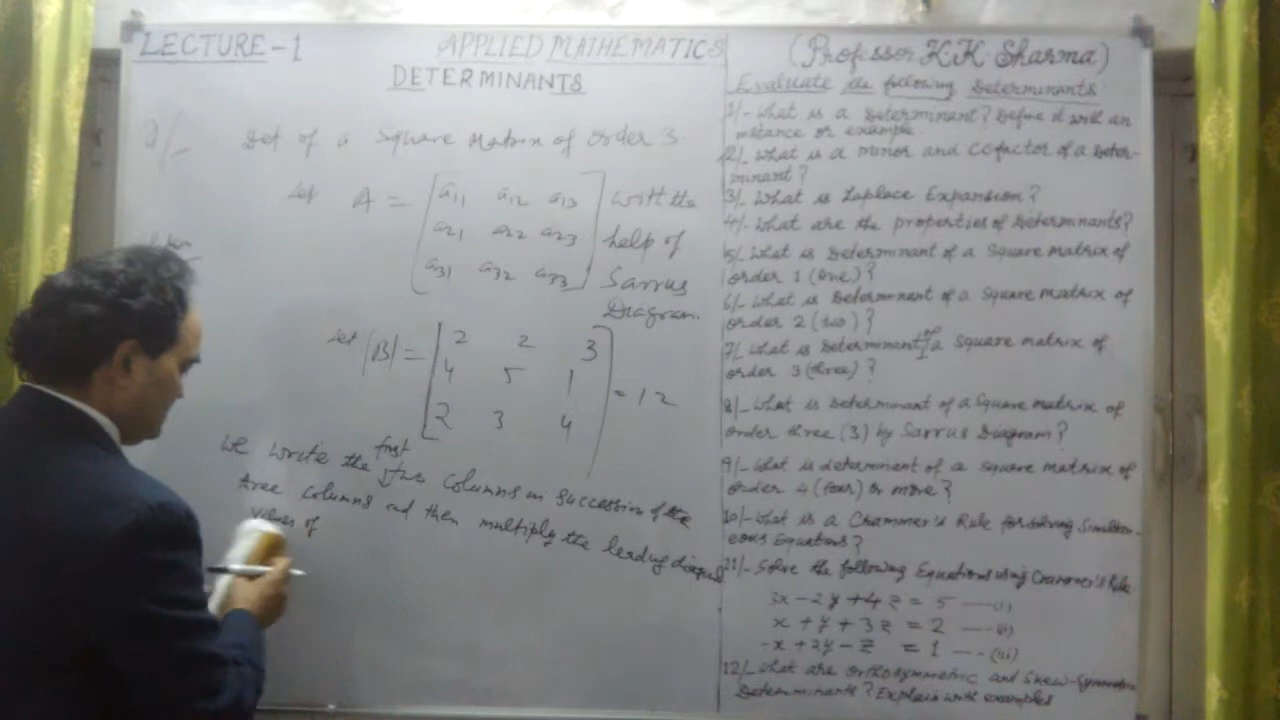 LECTURE-1 APPLIED MATHEMATICS (Professor K.K. Sharma)
DETERMINANTS
Det of a Square Matrix of order 3
Let A = [a11 a12 a13] with the
a21 a22 a23 help of
a31 a32 a33 Sarrus
Diagram.
Let |B| = [2 2 3]
4 5 1 = 12
2 3 4
first
We write the two columns in succession of the
three columns and then multiply the leading diagonal
values of
Evaluate the following Determinants
1/- What is a Determinant? Define it with an
instance or example.
2/- What is a minor and cofactor of a Deter-
minant?
3/- What is Laplace Expansion?
4/- What are the properties of Determinants?
5/- What is Determinant of a Square matrix of
order 1 (one)?
6/- What is Determinant of a Square matrix of
order 2 (two)?
7/- What is Determinant of a Square matrix of
order 3 (three)?
8/- What is Determinant of a Square matrix of
order three (3) by Sarrus Diagram?
9/- What is determinant of a square matrix of
order 4 (four) or more?
10/- What is a Crammer's Rule for solving Simultan-
eous Equations?
11/- Solve the following Equations using Crammer's Rule
3x - 2y + 4z = 5 ---(i)
x + y + 3z = 2 ---(ii)
-x + 2y - z = 1 ---(iii)
12/- What are orthosymmetric and Skew-Symmetric
Determinants? Explain with examples